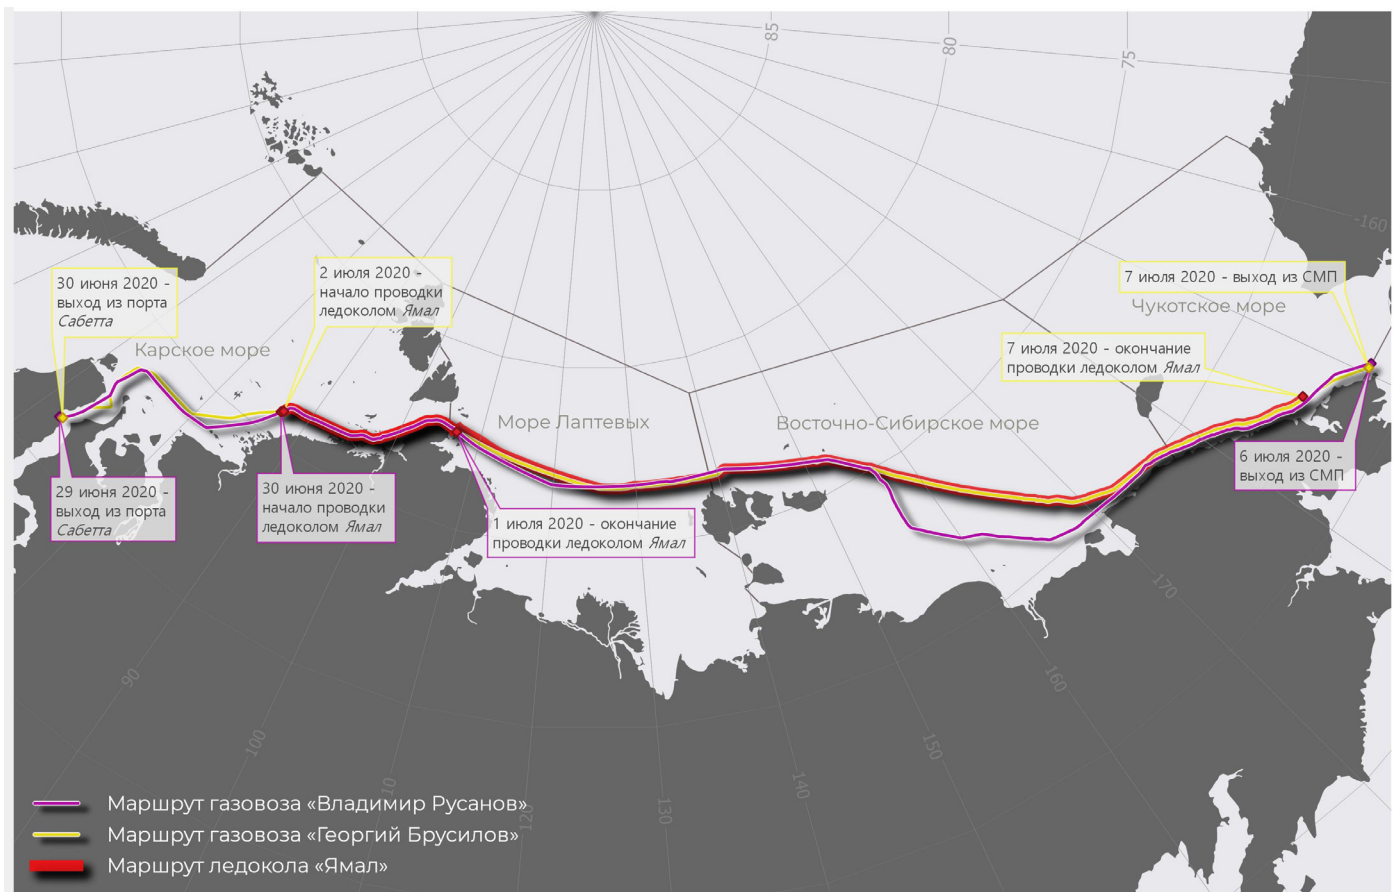 85
80
75
-160
30 июня 2020 -
выход из порта
Сабетта
2 июля 2020 -
начало проводки
ледоколом Ямал
7 июля 2020 - выход из СМП
Чукотское море
Карское море
7 июля 2020 - окончание
проводки ледоколом Ямал
Море Лаптевых
Восточно-Сибирское море
6 июля 2020 -
выход из СМП
29 июня 2020 -
выход из порта
Сабетта
30 июня 2020 -
начало проводки
ледоколом Ямал
1 июля 2020 - окончание
проводки ледоколом Ямал
170
160
90
100
150
140
130
120
Маршрут газовоза «Владимир Русанов»
Маршрут газовоза «Георгий Брусилов»
Маршрут ледокола «Ямал»